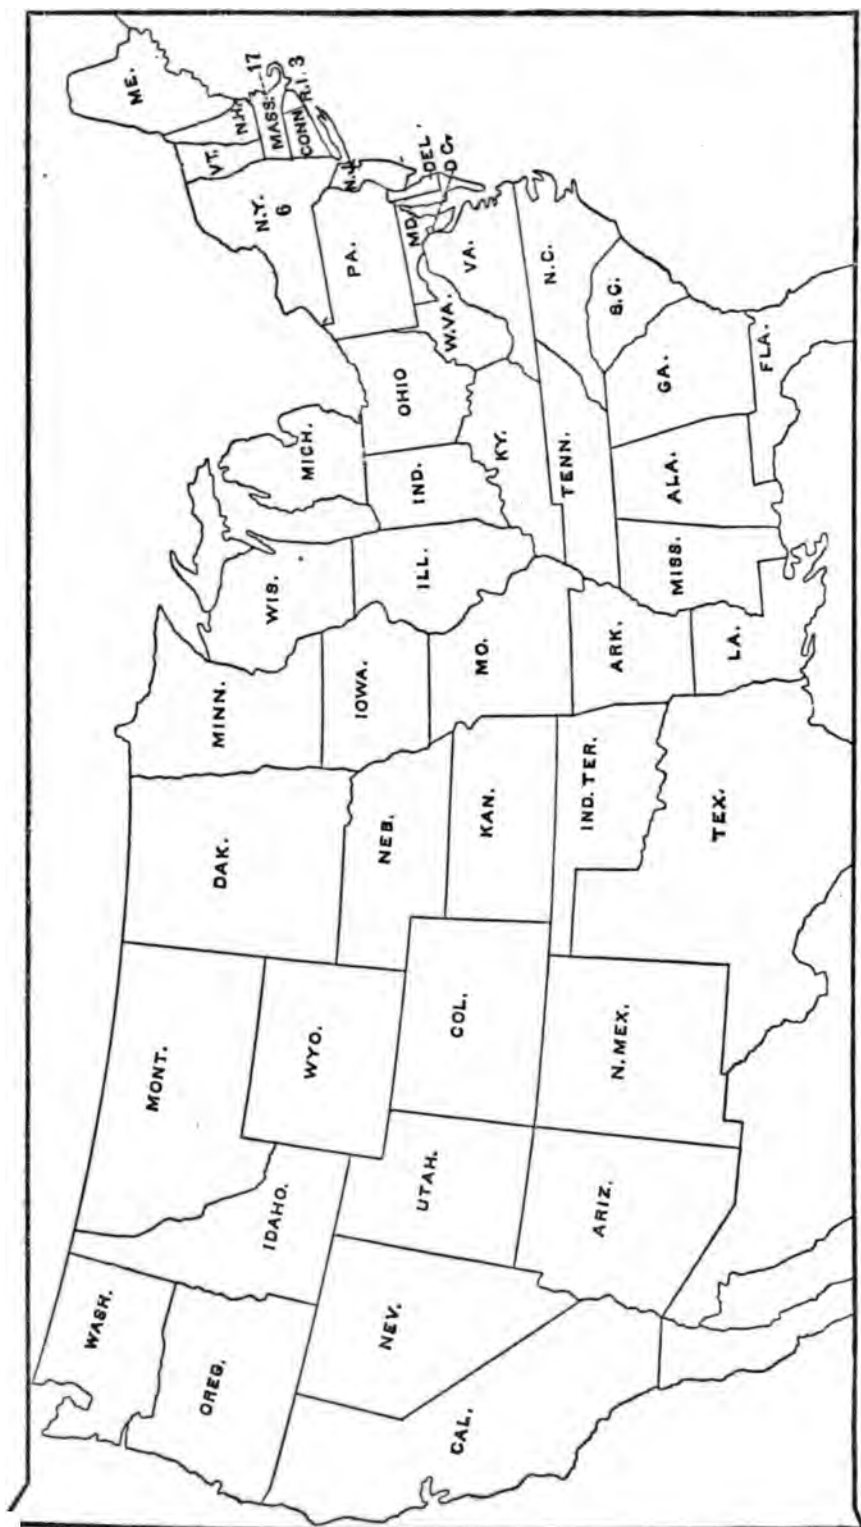 ME.
N.H.
VT.
MASS. 17
R.I. 3
CONN.
N.Y.
6
N.J.
PA.
DEL.
MD.
D.C.
VA.
W.VA.
N.C.
S.C.
GA.
FLA.
OHIO
MICH.
IND.
KY.
TENN.
ALA.
MISS.
WIS.
ILL.
MINN.
IOWA.
MO.
ARK.
LA.
DAK.
NEB.
KAN.
IND. TER.
TEX.
MONT.
WYO.
COL.
N. MEX.
IDAHO.
UTAH.
ARIZ.
WASH.
OREG.
NEV.
CAL.